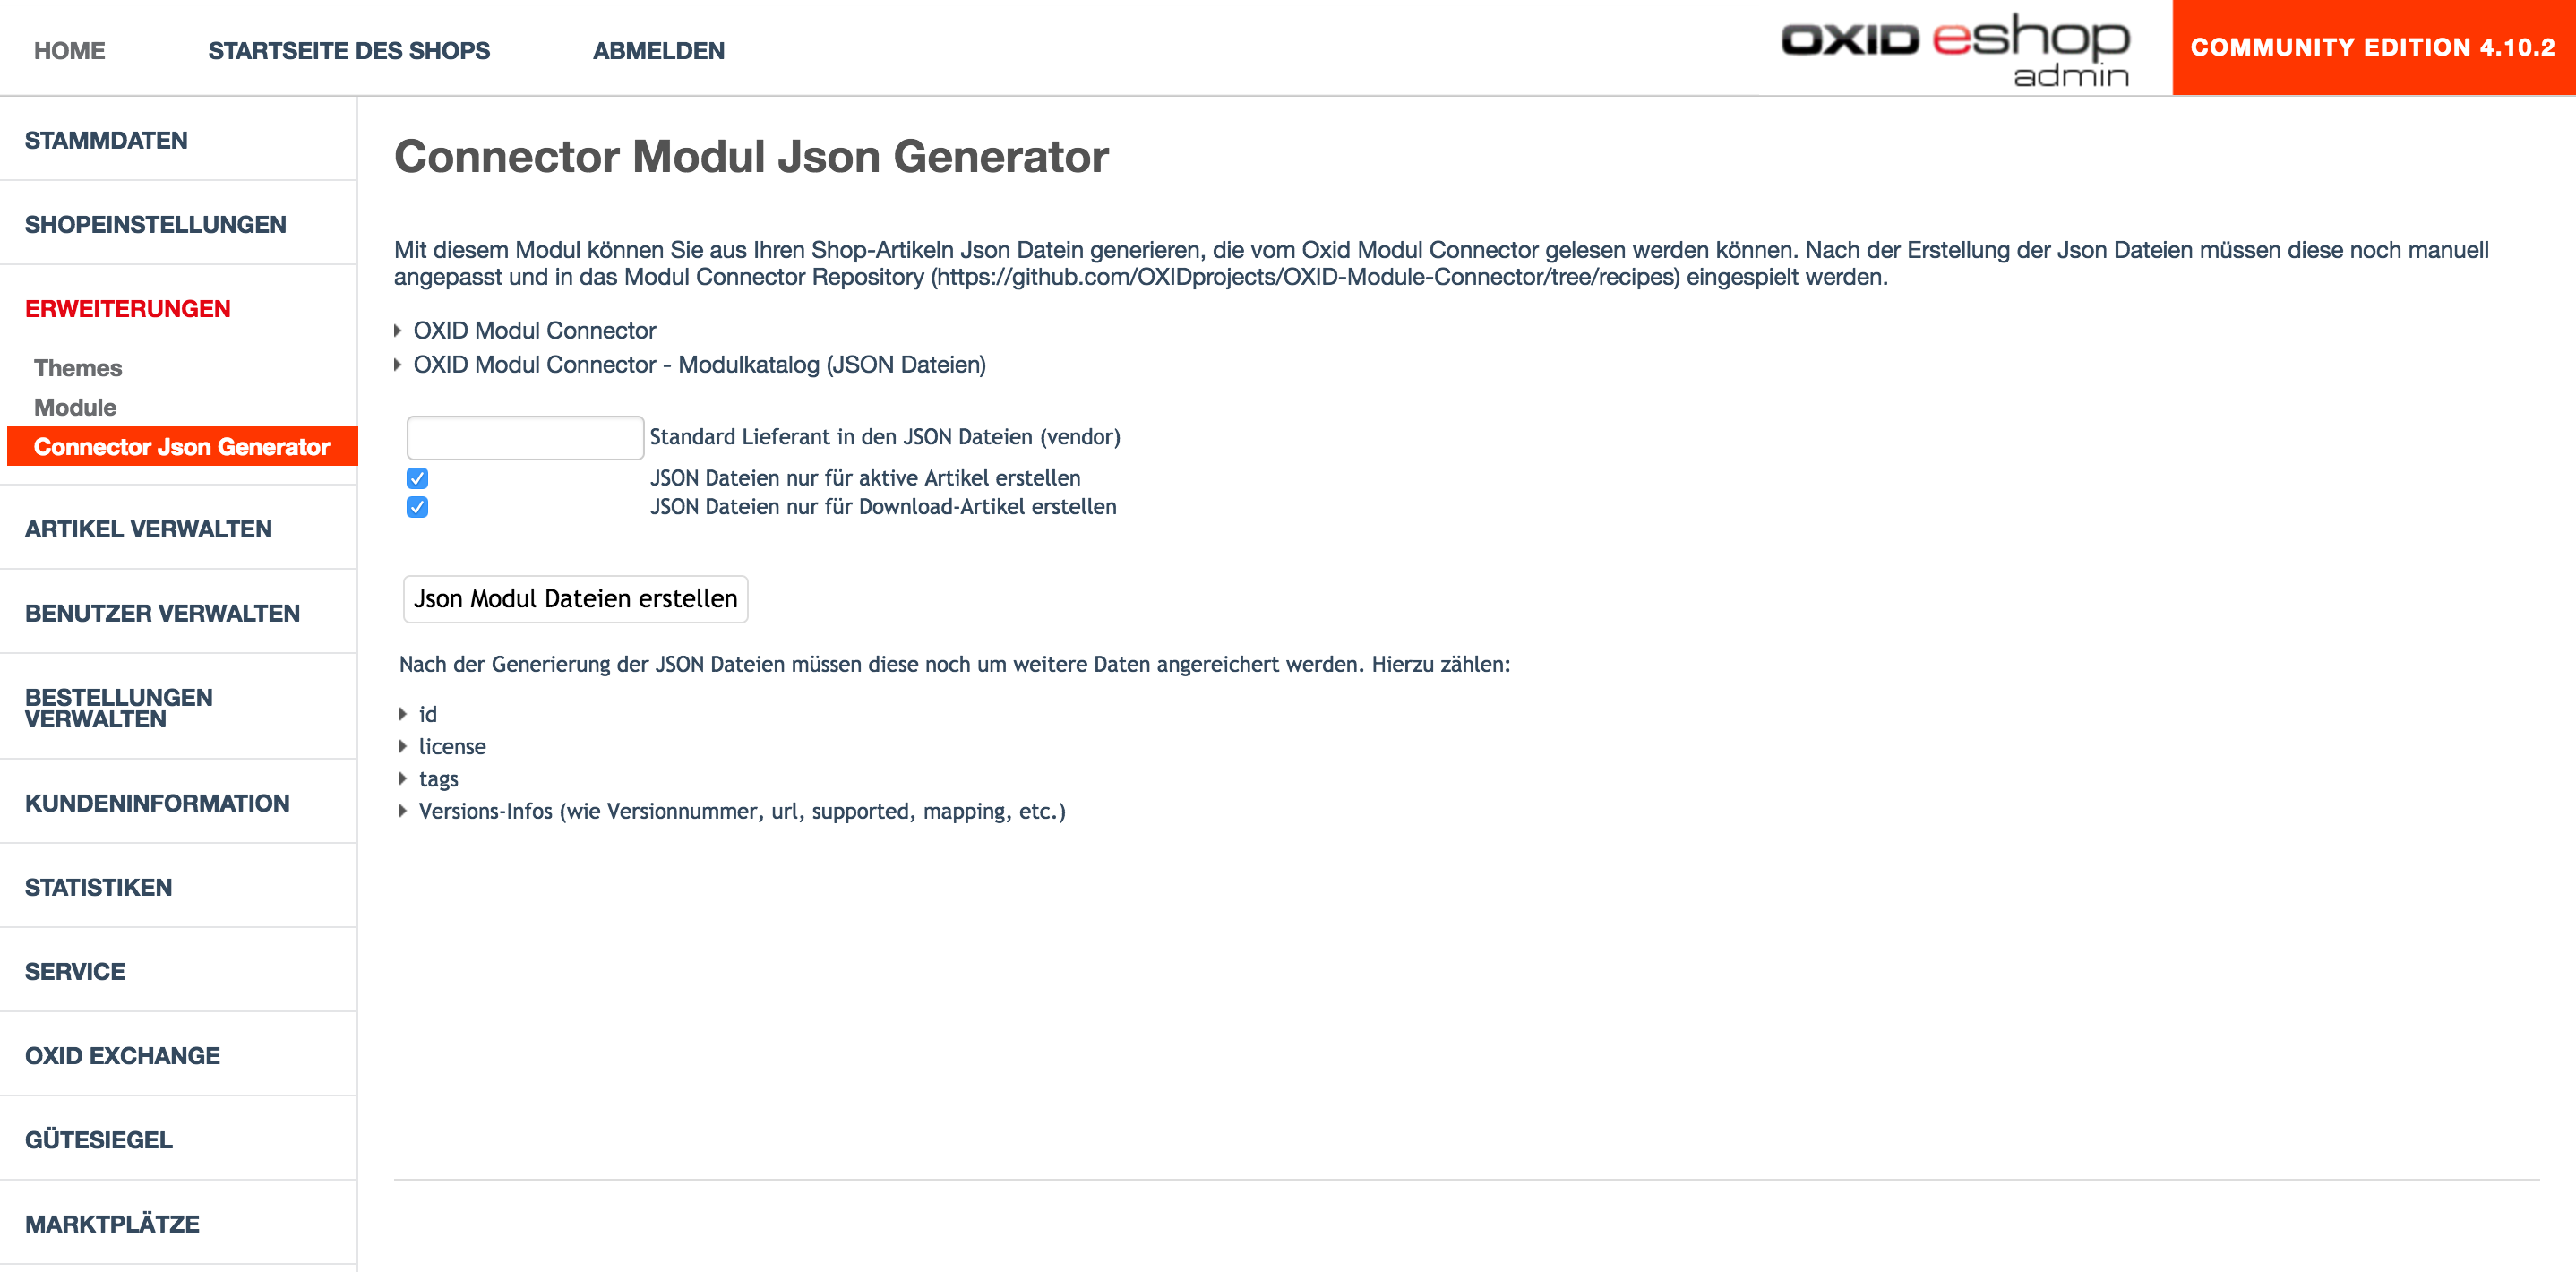 HOME
STARTSEITE DES SHOPS
ABMELDEN
OXID eshop
admin
COMMUNITY EDITION 4.10.2
STAMMDATEN
SHOPEINSTELLUNGEN
ERWEITERUNGEN
Themes
Module
Connector Json Generator
ARTIKEL VERWALTEN
BENUTZER VERWALTEN
BESTELLUNGEN
VERWALTEN
KUNDENINFORMATION
STATISTIKEN
SERVICE
OXID EXCHANGE
GÜTESIEGEL
MARKTPLÄTZE
Connector Modul Json Generator
Mit diesem Modul können Sie aus Ihren Shop-Artikeln Json Datein generieren, die vom Oxid Modul Connector gelesen werden können. Nach der Erstellung der Json Dateien müssen diese noch manuell
angepasst und in das Modul Connector Repository (https://github.com/OXIDprojects/OXID-Module-Connector/tree/recipes) eingespielt werden.
OXID Modul Connector
OXID Modul Connector - Modulkatalog (JSON Dateien)
Standard Lieferant in den JSON Dateien (vendor)
JSON Dateien nur für aktive Artikel erstellen
JSON Dateien nur für Download-Artikel erstellen
Json Modul Dateien erstellen
Nach der Generierung der JSON Dateien müssen diese noch um weitere Daten angereichert werden. Hierzu zählen:
id
license
tags
Versions-Infos (wie Versionnummer, url, supported, mapping, etc.)